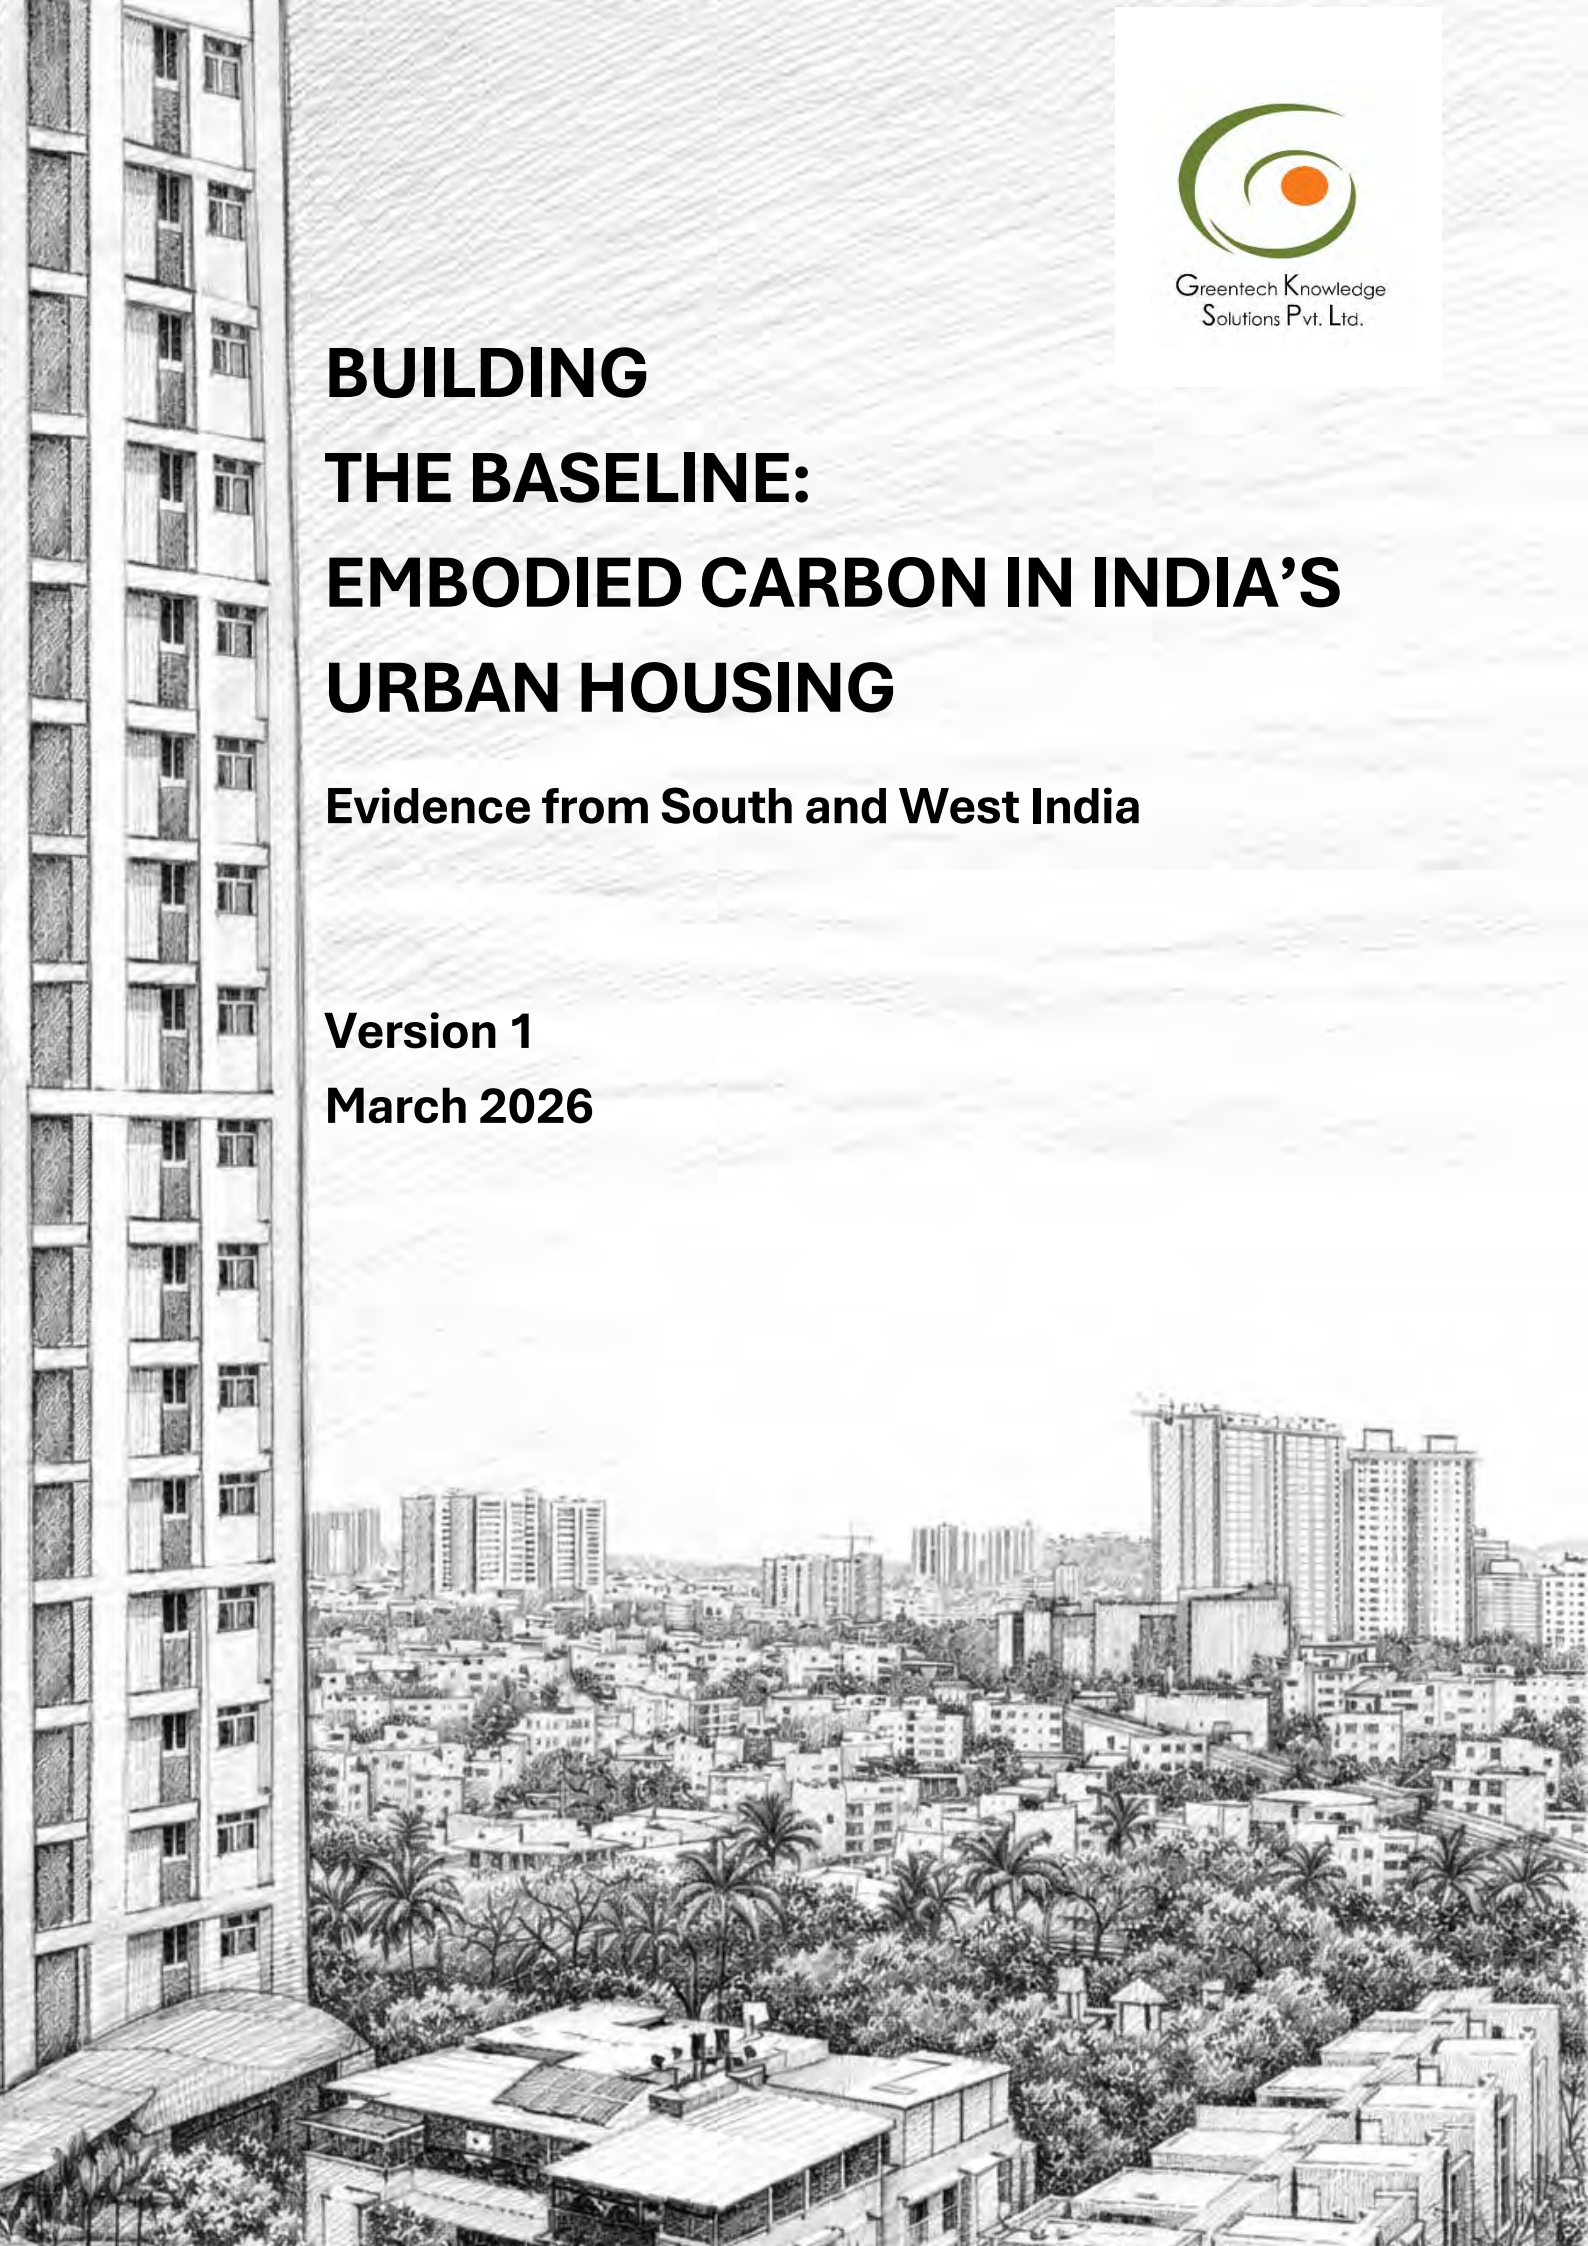 Greentech Knowledge
Solutions Pvt. Ltd.
BUILDING
THE BASELINE:
EMBODIED CARBON IN INDIA’S
URBAN HOUSING
Evidence from South and West India
Version 1
March 2026